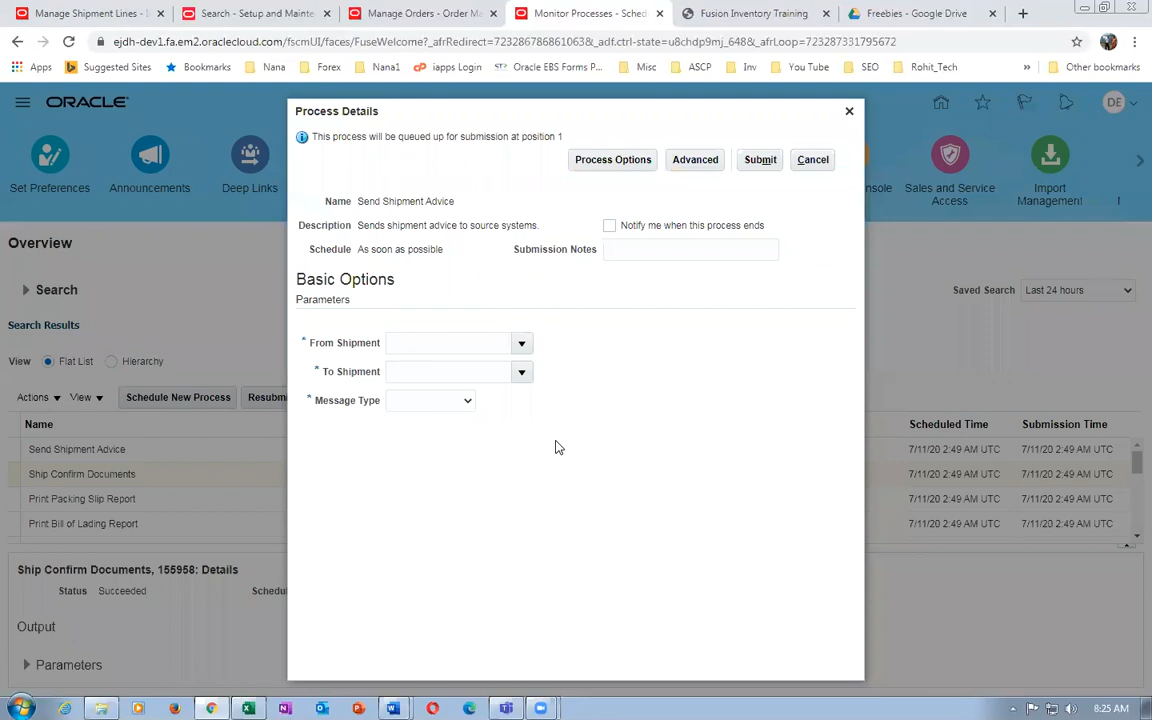 Manage Shipment Lines - I
Search - Setup and Mainte
Manage Orders - Order Ma
Monitor Processes - Sched
Fusion Inventory Training
Freebies - Google Drive
ejdh-dev1.fa.em2.oraclecloud.com/fscmUI/faces/FuseWelcome?_afrRedirect=7232867868610638&_adf.ctrl-state=u8chdp9mj_648&_afrLoop=723287331795672
Apps
Suggested Sites
Bookmarks
Nana
Forex
Nana1
iapps Login
Oracle EBS Forms P...
Misc
ASCP
Inv
You Tube
SEO
Rohit_Tech
»
Other bookmarks
ORACLE
DE
Set Preferences
Announcements
Deep Links
nsole
Sales and Service Access
Import Management
Overview
Search
Saved Search Last 24 hours
Search Results
View Flat List Hierarchy
Actions View Schedule New Process Resubmi
Name Scheduled Time Submission Time
Send Shipment Advice 7/11/20 2:49 AM UTC 7/11/20 2:49 AM UTC
Ship Confirm Documents 7/11/20 2:49 AM UTC 7/11/20 2:49 AM UTC
Print Packing Slip Report 7/11/20 2:49 AM UTC 7/11/20 2:49 AM UTC
Print Bill of Lading Report 7/11/20 2:49 AM UTC 7/11/20 2:49 AM UTC
Ship Confirm Documents, 155958: Details
Status Succeeded Schedu
Output
Parameters
Process Details
This process will be queued up for submission at position 1
Process Options Advanced Submit Cancel
Name Send Shipment Advice
Description Sends shipment advice to source systems. Notify me when this process ends
Schedule As soon as possible Submission Notes
Basic Options
Parameters
* From Shipment
* To Shipment
* Message Type
8:25 AM